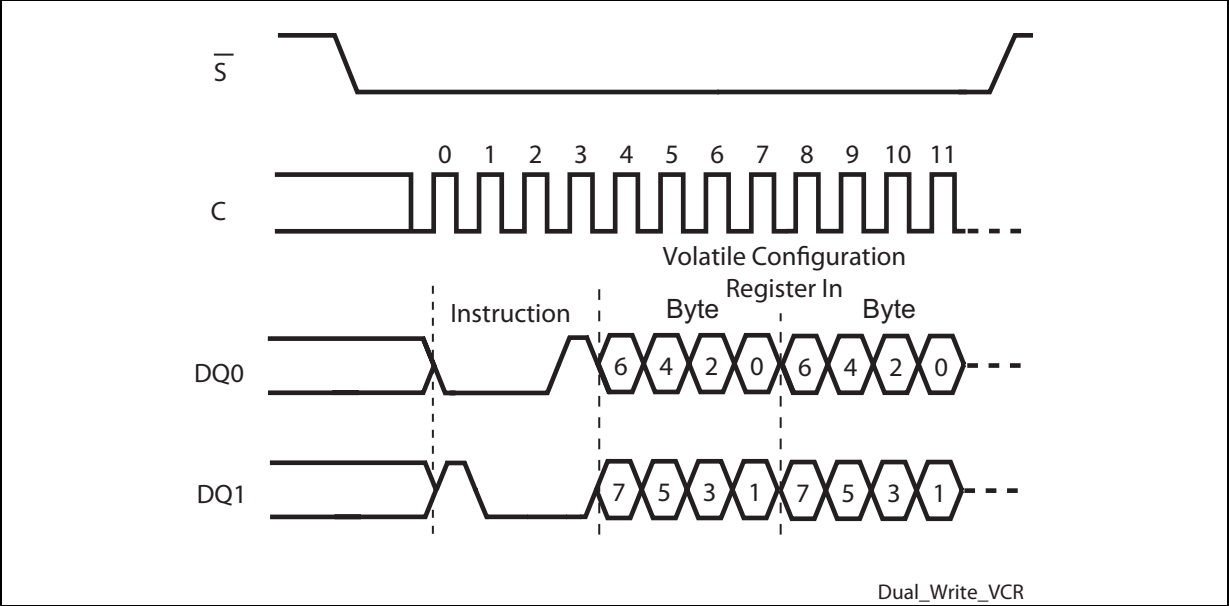 S
0 1 2 3 4 5 6 7 8 9 10 11
C
Volatile Configuration
Register In
Instruction
Byte
Byte
DQ0
6 4 2 0 6 4 2 0
DQ1
7 5 3 1 7 5 3 1
Dual_Write_VCR